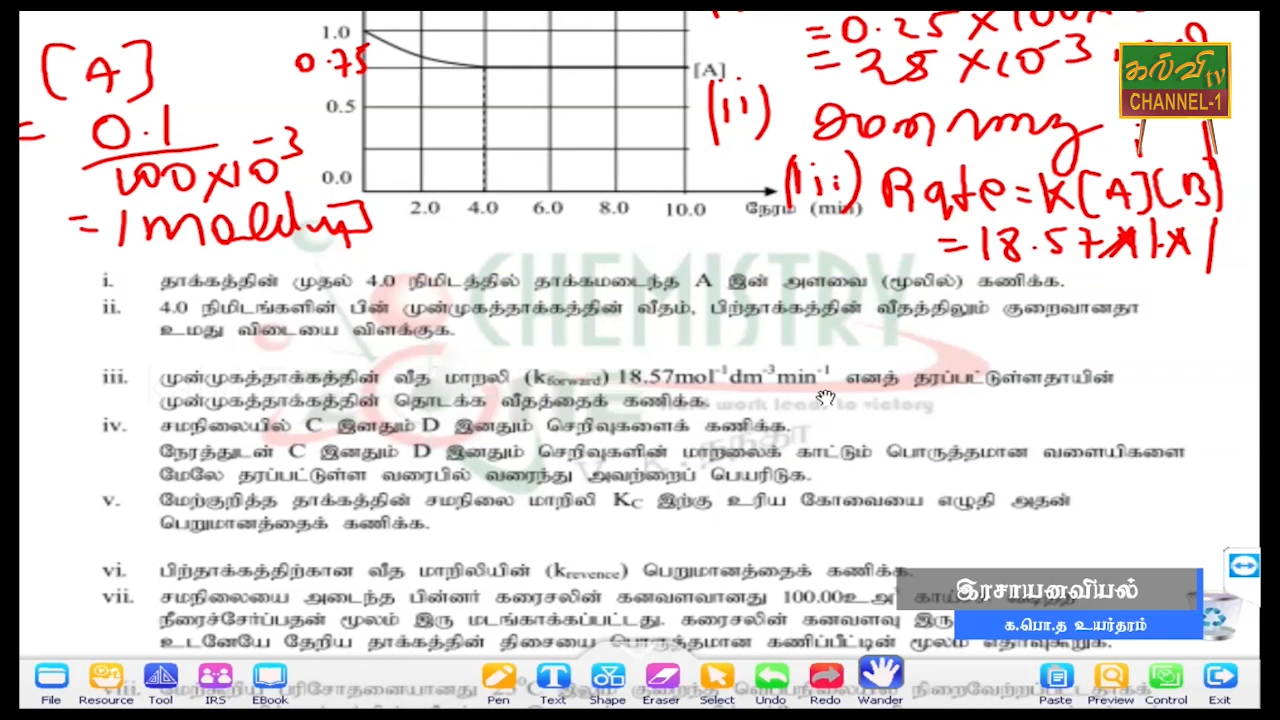 1.0
0.75
[A]
0.5
0.0
2.0 4.0 6.0 8.0 10.0 நேரம் (min)
[A]
= 0.1
100 × 10⁻³
= 1
= 0.25 × 100 ×
= 25 × 10⁻³
(ii)
(iii) Rate = K[A][B]
= 18.57 × 1 × 1
கல்வி tv
CHANNEL-1
CHEMISTRY
i. தாக்கத்தின் முதல் 4.0 நிமிடத்தில் தாக்கமடைந்த A இன் அளவை (மூலில்) கணிக்க.
ii. 4.0 நிமிடங்களின் பின் முன்முகத்தாக்கத்தின் வீதம், பிற்தாக்கத்தின் வீதத்திலும் குறைவானதா
உமது விடையை விளக்குக.
iii. முன்முகத்தாக்கத்தின் வீத மாறலி (kforward) 18.57mol⁻¹dm⁻³min⁻¹ எனத் தரப்பட்டுள்ளதாயின்
முன்முகத்தாக்கத்தின் தொடக்க வீதத்தைக் கணிக்க.
work lead to victory
iv. சமநிலையில் C இனதும் D இனதும் செறிவுகளைக் கணிக்க.
நேரத்துடன் C இனதும் D இனதும் செறிவுகளின் மாறலைக் காட்டும் பொருத்தமான வளையிகளை
மேலே தரப்பட்டுள்ள வரைபில் வரைந்து அவற்றைப் பெயரிடுக.
v. மேற்குறித்த தாக்கத்தின் சமநிலை மாறிலி KC இற்கு உரிய கோவையை எழுதி அதன்
பெறுமானத்தைக் கணிக்க.
vi. பிற்தாக்கத்திற்கான வீத மாறிலியின் (krevence) பெறுமானத்தைக் கணிக்க.
vii. சமநிலையை அடைந்த பின்னர் கரைசலின் கனவளவானது 100.00
நீரைச்சேர்ப்பதன் மூலம் இரு மடங்காக்கப்பட்டது. கரைசலின் கனவளவு இரு
உடனேயே தேறிய தாக்கத்தின் திசையை பொருத்தமான கணிப்பீட்டின் மூலம் எதிர்வுகூறுக.
இரசாயனவியல்
க.பொ.த உயர்தரம்
File Resource Tool IRS EBook Pen Text Shape Eraser Select Undo Redo Wander Paste Preview Control Exit